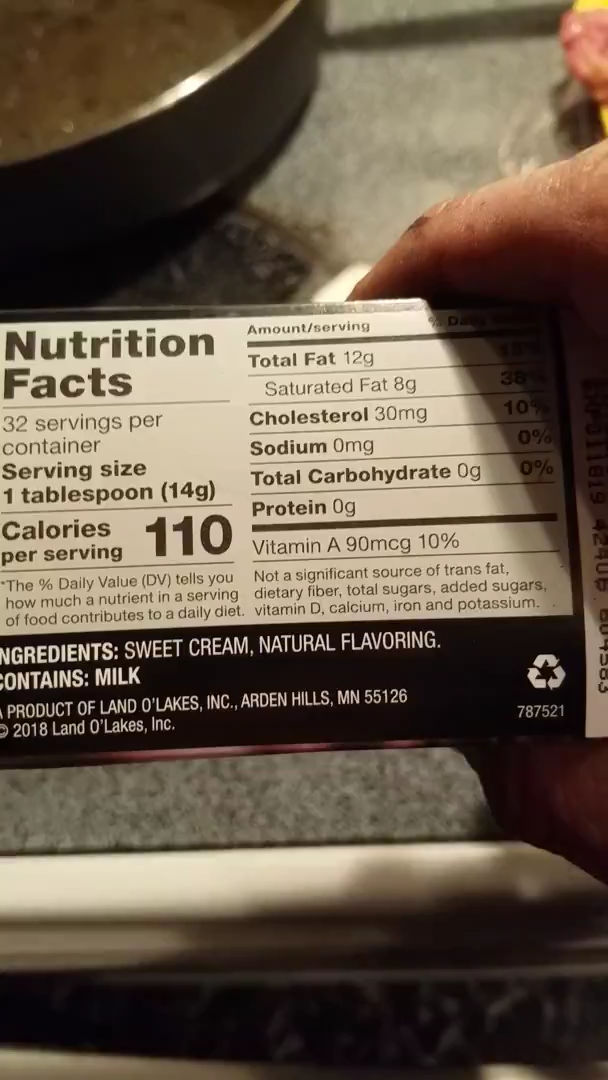 Nutrition
Facts
32 servings per
container
Serving size
1 tablespoon (14g)
Calories
per serving 110
*The % Daily Value (DV) tells you
how much a nutrient in a serving
of food contributes to a daily diet.
Amount/serving %
Total Fat 12g
Saturated Fat 8g 38%
Cholesterol 30mg 10%
Sodium 0mg 0%
Total Carbohydrate 0g 0%
Protein 0g
Vitamin A 90mcg 10%
Not a significant source of trans fat,
dietary fiber, total sugars, added sugars,
vitamin D, calcium, iron and potassium.
NGREDIENTS: SWEET CREAM, NATURAL FLAVORING.
CONTAINS: MILK
A PRODUCT OF LAND O'LAKES, INC., ARDEN HILLS, MN 55126
© 2018 Land O'Lakes, Inc.
787521